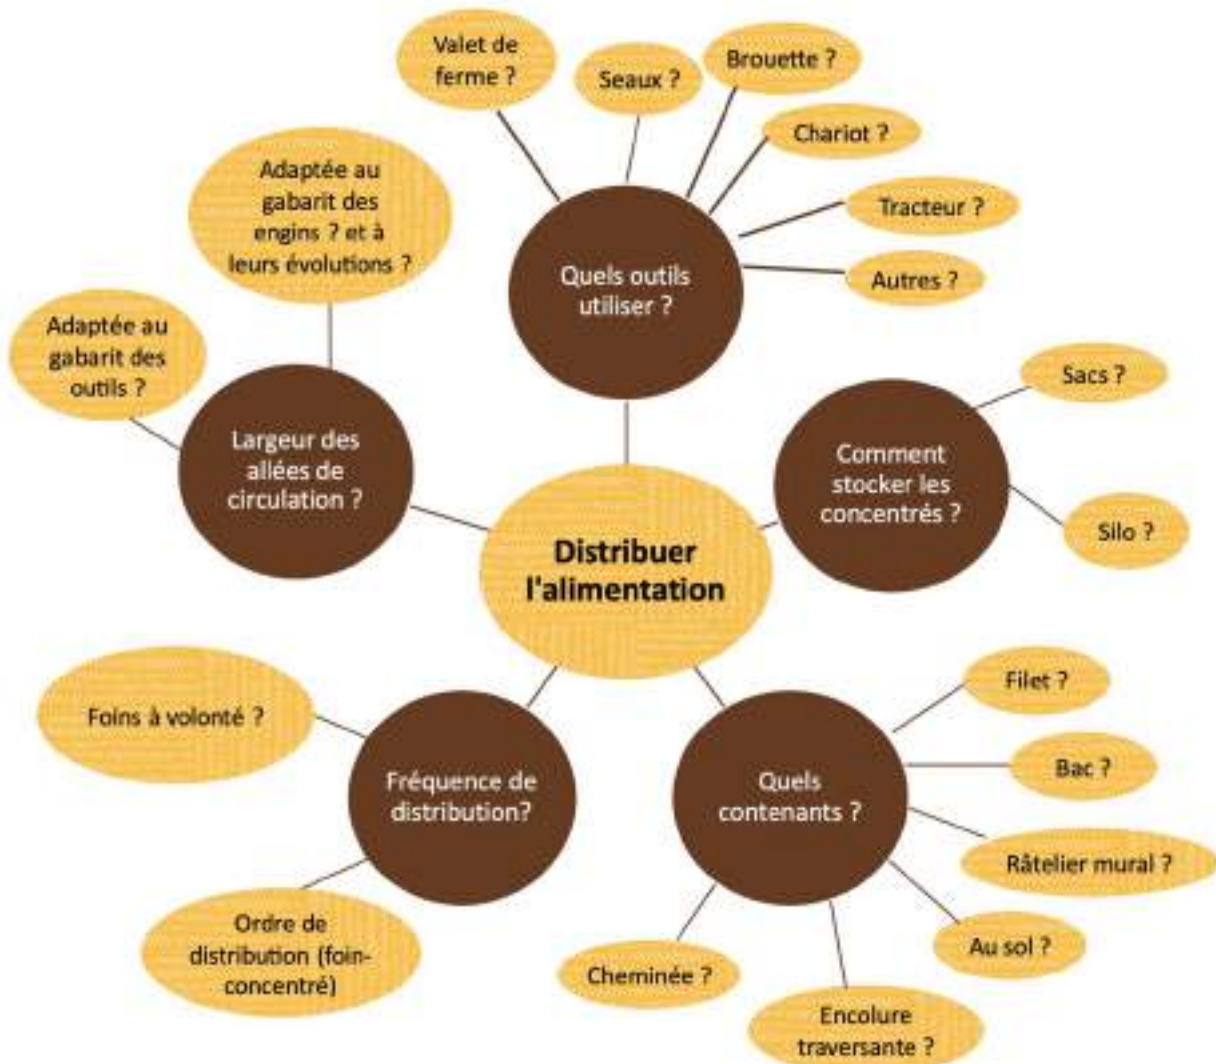 Valet de
ferme ?
Seaux ?
Brouette ?
Chariot ?
Tracteur ?
Autres ?
Quels outils
utiliser ?
Adaptée au
gabarit des
engins ? et à
leurs évolutions ?
Adaptée au
gabarit des
outils ?
Largeur des
allées de
circulation ?
Comment
stocker les
concentrés ?
Sacs ?
Silo ?
Distribuer
l'alimentation
Foins à volonté ?
Fréquence de
distribution?
Ordre de
distribution (foin-
concentré)
Quels
contenants ?
Filet ?
Bac ?
Râtelier mural ?
Au sol ?
Encolure
traversante ?
Cheminée ?